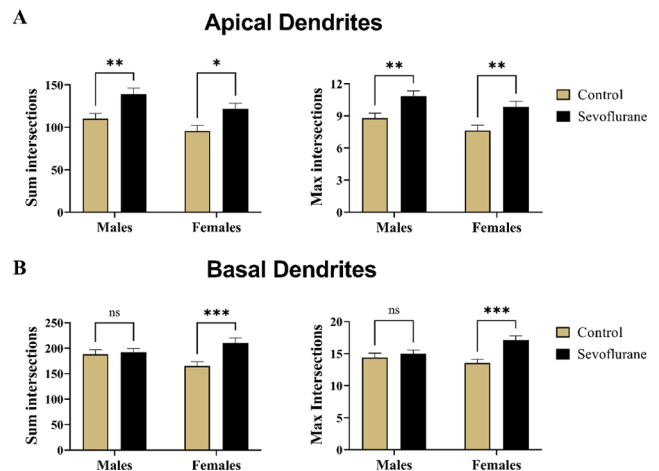 A
Apical Dendrites
Sum intersections
150
100
50
0
**
*
Males
Females
Max intersections
12
9
6
3
0
**
**
Males
Females
Control
Sevoflurane
B
Basal Dendrites
Sum intersections
250
200
150
100
50
0
ns
***
Males
Females
Max Intersections
20
15
10
5
0
ns
***
Males
Females
Control
Sevoflurane